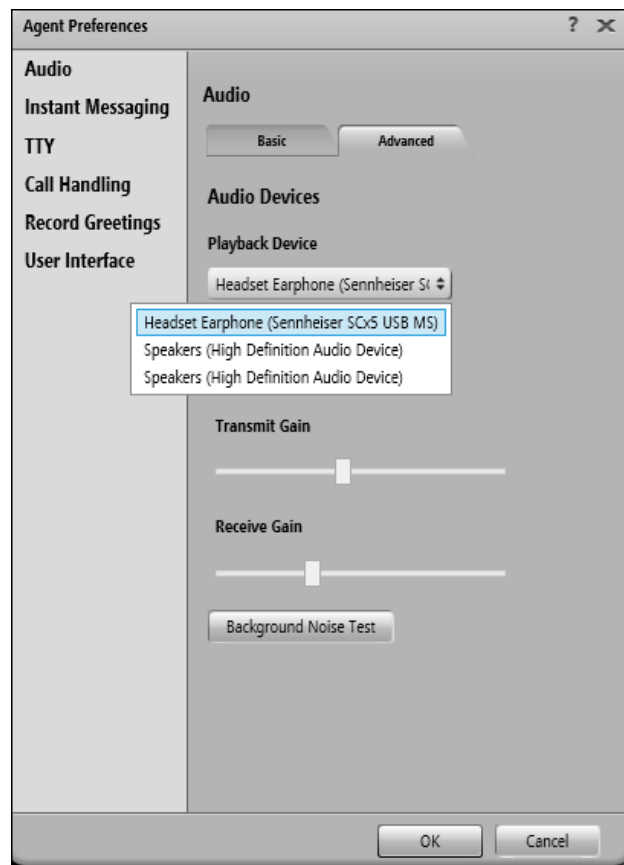 Agent Preferences ?
Audio
Instant Messaging
TTY
Call Handling
Record Greetings
User Interface
Audio
Basic Advanced
Audio Devices
Playback Device
Headset Earphone (Sennheiser S(
Headset Earphone (Sennheiser SCx5 USB MS)
Speakers (High Definition Audio Device)
Speakers (High Definition Audio Device)
Transmit Gain
Receive Gain
Background Noise Test
OK Cancel